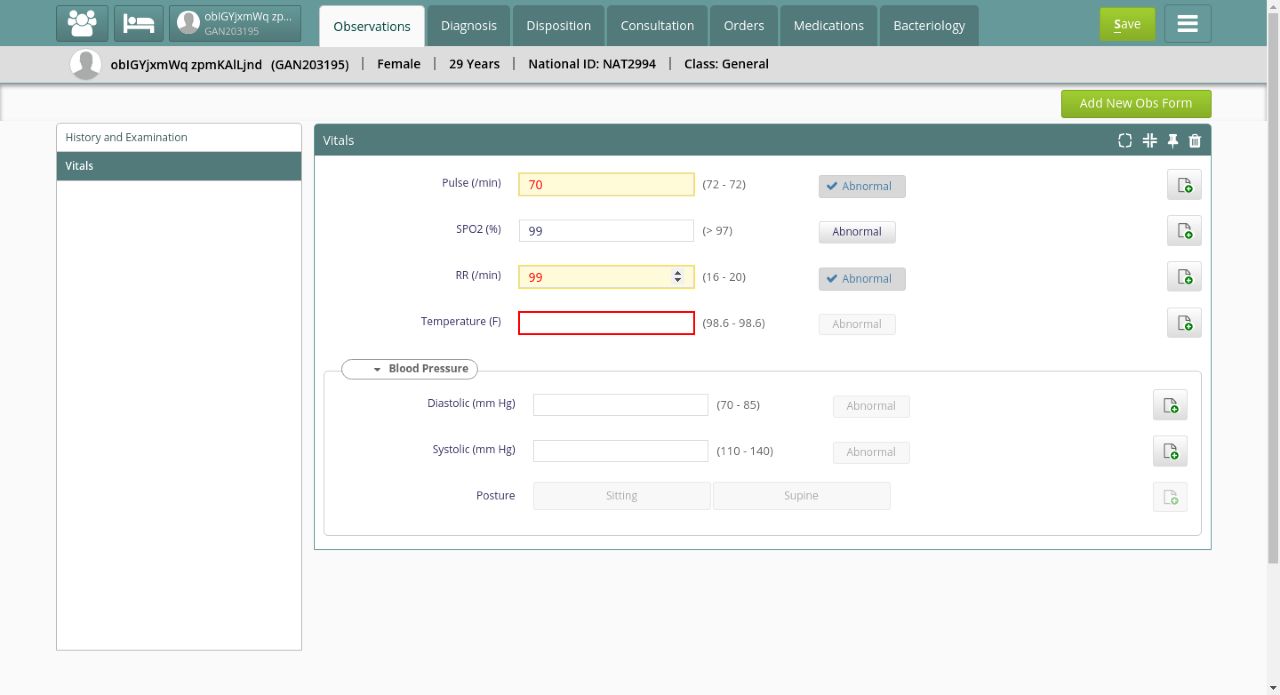 obIGYjxmWq zp...
GAN203195
Observations
Diagnosis
Disposition
Consultation
Orders
Medications
Bacteriology
Save
obIGYjxmWq zpmKAlLjnd (GAN203195) | Female | 29 Years | National ID: NAT2994 | Class: General
Add New Obs Form
History and Examination
Vitals
Vitals
Pulse (/min) 70 (72 - 72) Abnormal
SPO2 (%) 99 (> 97) Abnormal
RR (/min) 99 (16 - 20) Abnormal
Temperature (F) (98.6 - 98.6) Abnormal
Blood Pressure
Diastolic (mm Hg) (70 - 85) Abnormal
Systolic (mm Hg) (110 - 140) Abnormal
Posture Sitting Supine